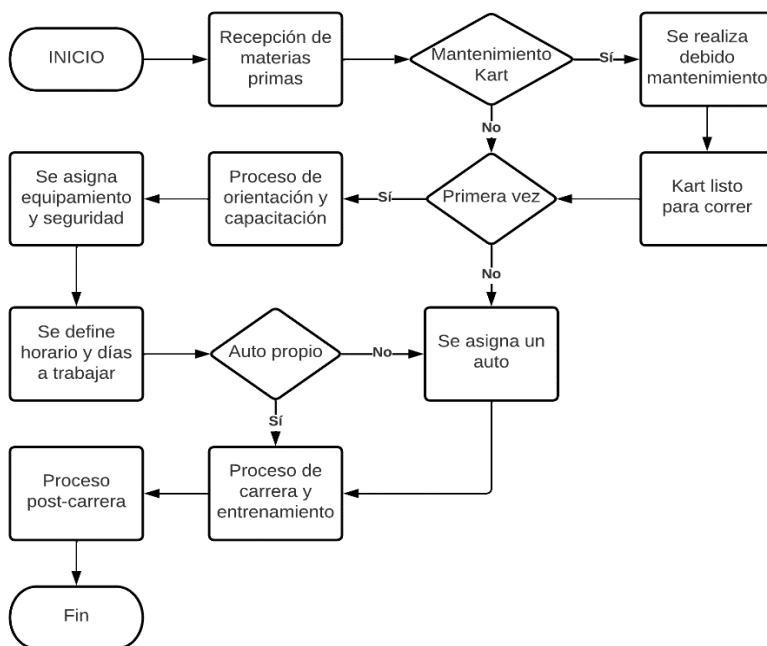 INICIO
Recepción de
materias
primas
Mantenimiento
Kart
Sí
Se realiza
debido
mantenimiento
No
Se asigna
equipamiento
y seguridad
Proceso de
orientación y
capacitación
Sí
Primera vez
Kart listo
para correr
No
Se define
horario y días
a trabajar
Auto propio
No
Se asigna un
auto
Sí
Proceso
post-carrera
Proceso de
carrera y
entrenamiento
Fin